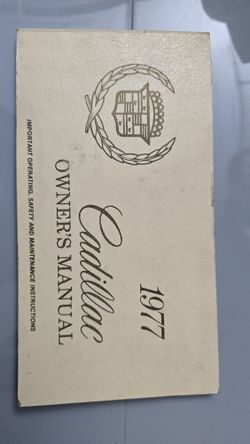 1977
Cadillac
OWNER'S MANUAL
IMPORTANT OPERATING, SAFETY AND MAINTENANCE INSTRUCTIONS